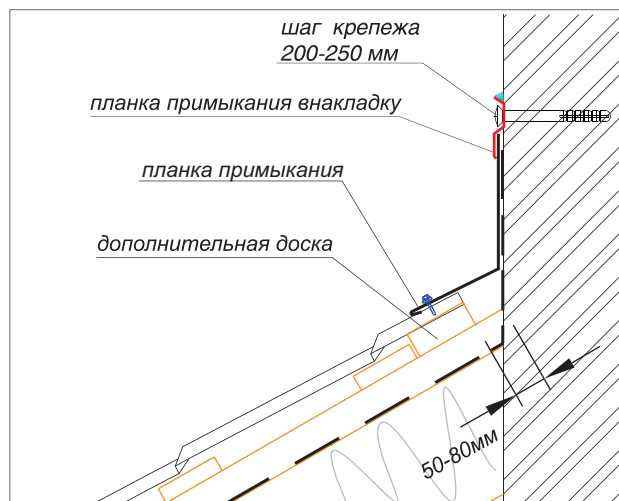 шаг крепежа
200-250 мм
планка примыкания внакладку
планка примыкания
дополнительная доска
50-80мм